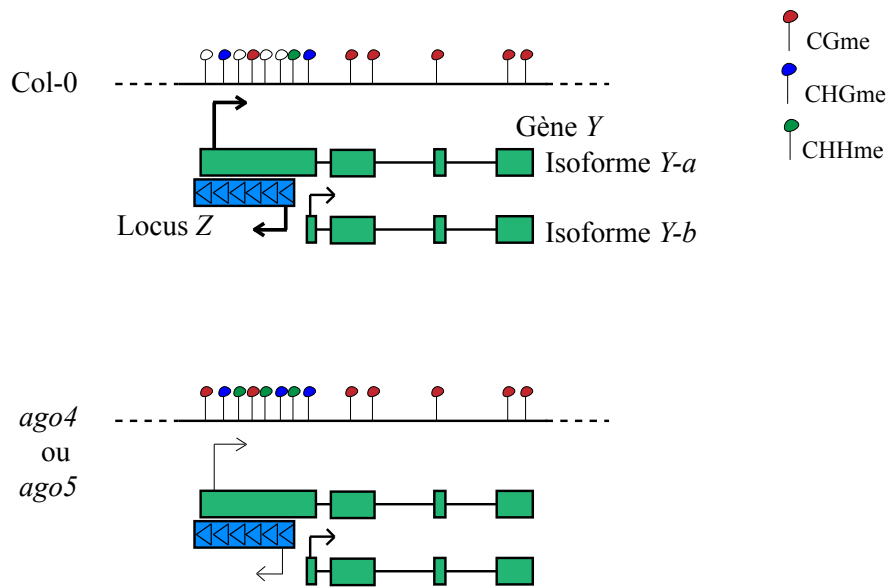 CGme
Col-0
CHGme
Gène Y
CHHme
Isoforme Y-a
Locus Z
Isoforme Y-b
ago4
ou
ago5